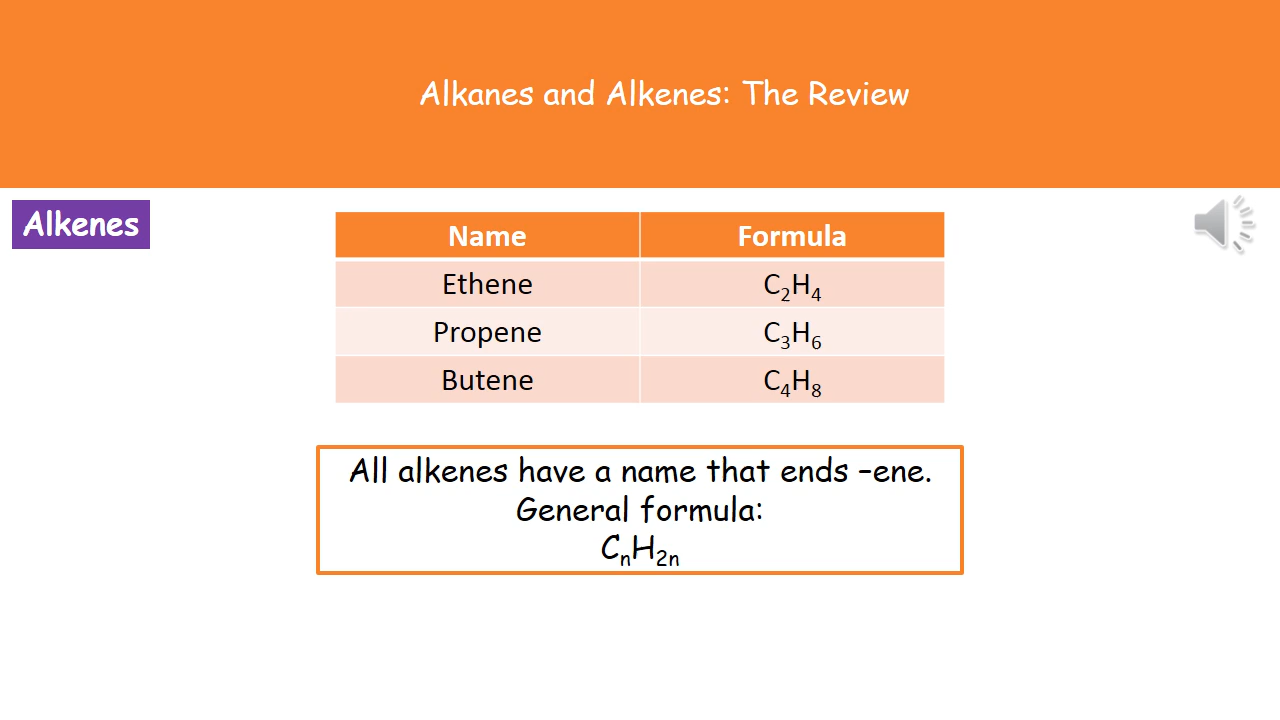 Alkanes and Alkenes: The Review
Alkenes
Name Formula
Ethene C₂H₄
Propene C₃H₆
Butene C₄H₈
All alkenes have a name that ends –ene.
General formula:
CₙH₂ₙ